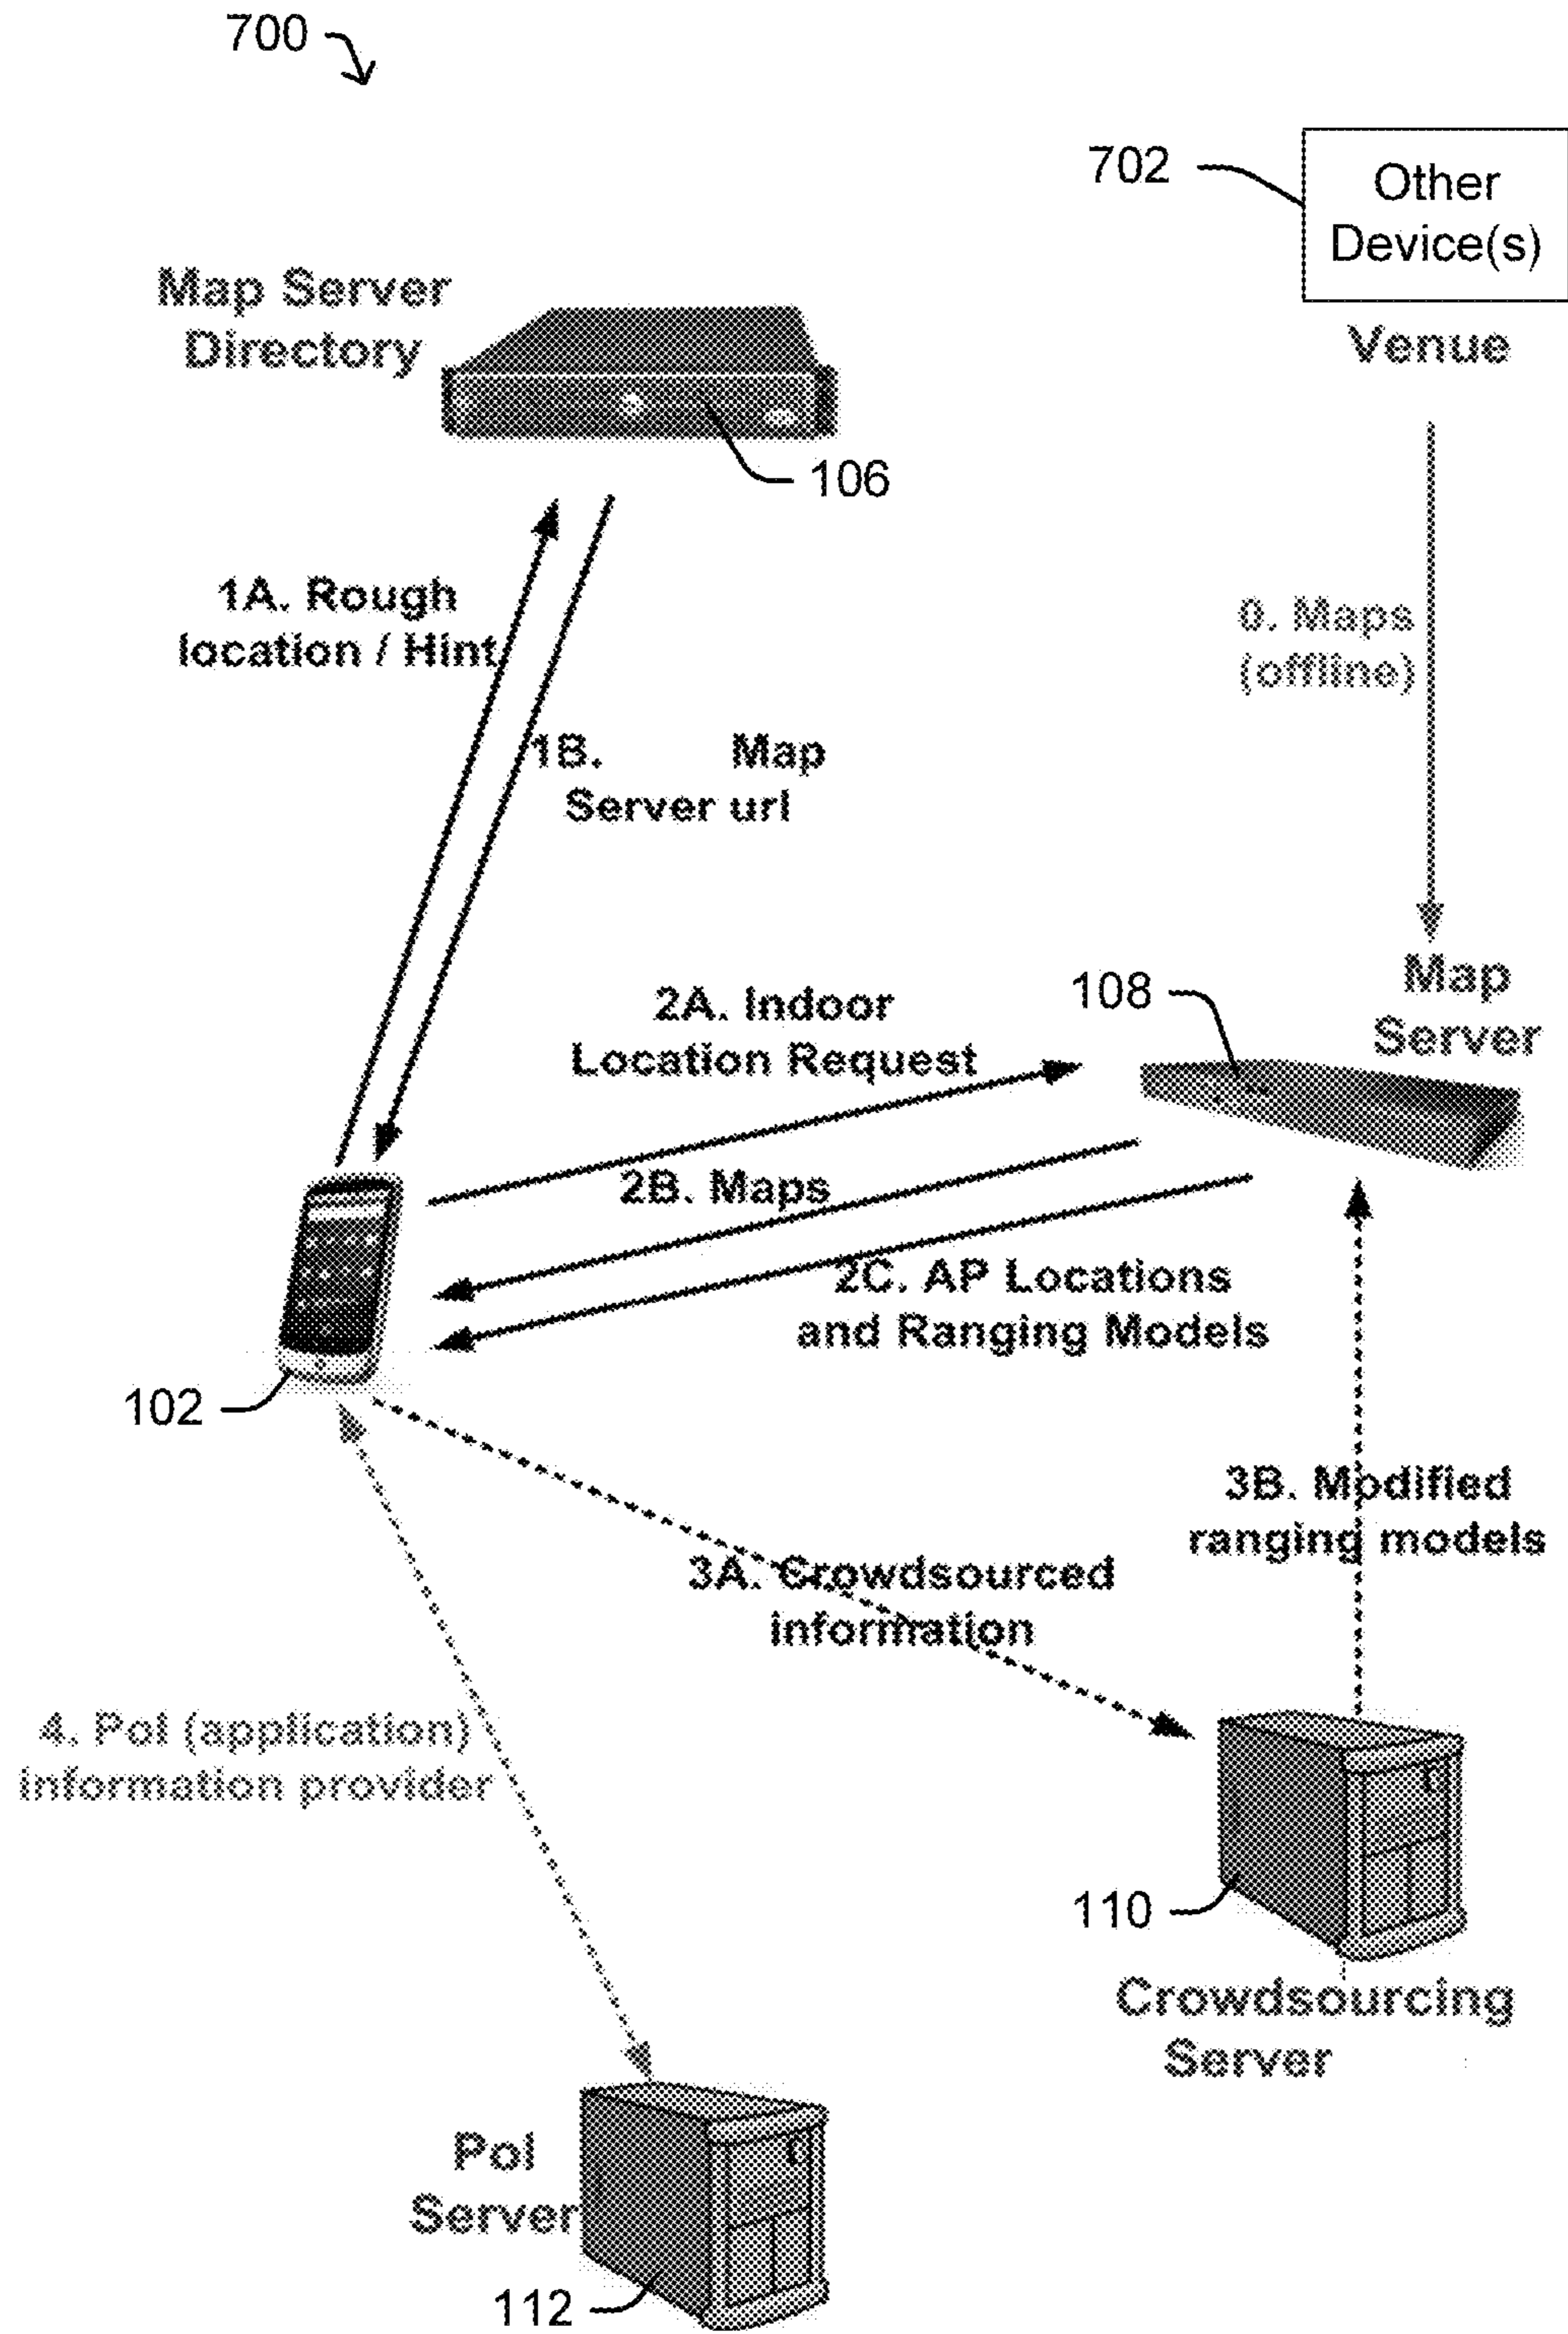 700
702
Other
Device(s)
Venue
Map Server
Directory
106
1A. Rough
location / Hint
0. Maps
(offline)
1B. Map
Server url
Map
Server
108
2A. Indoor
Location Request
2B. Maps
2C. AP Locations
and Ranging Models
102
3B. Modified
ranging models
3A. Crowdsourced
information
4. PoI (application)
information provider
110
Crowdsourcing
Server
PoI
Server
112